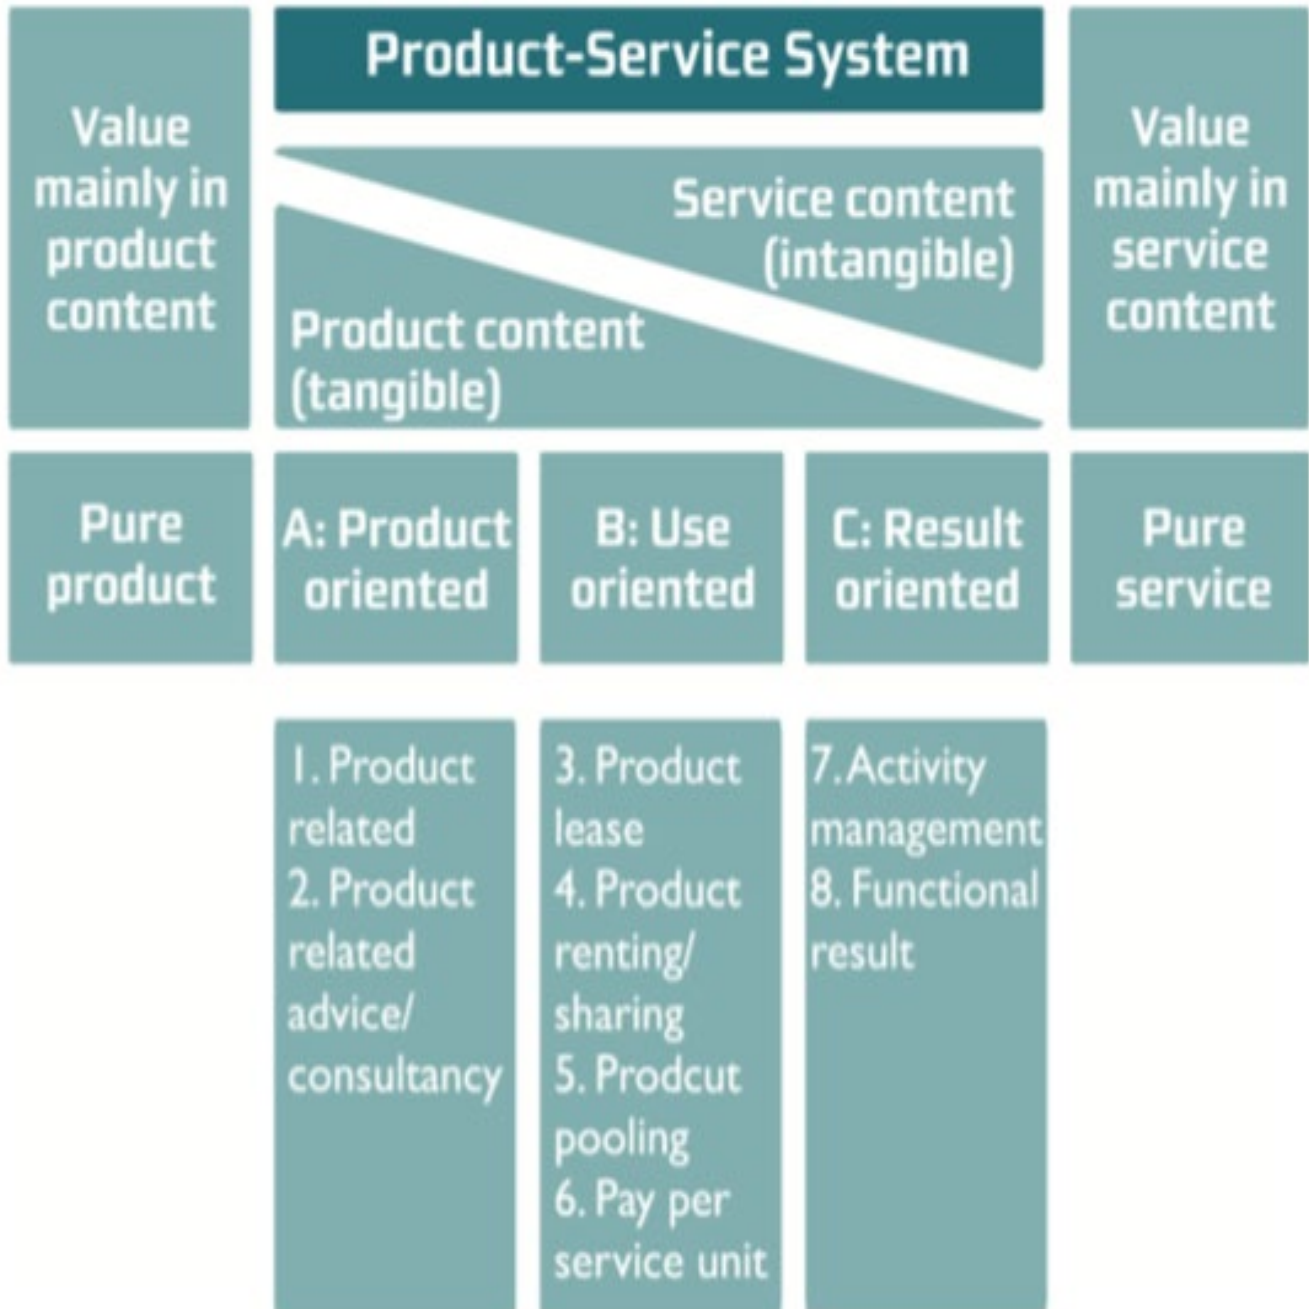 Product-Service System
Value
mainly in
product
content
Service content
(intangible)
Product content
(tangible)
Value
mainly in
service
content
Pure
product
A: Product
oriented
B: Use
oriented
C: Result
oriented
Pure
service
1. Product
related
2. Product
related
advice/
consultancy
3. Product
lease
4. Product
renting/
sharing
5. Prodcut
pooling
6. Pay per
service unit
7. Activity
management
8. Functional
result